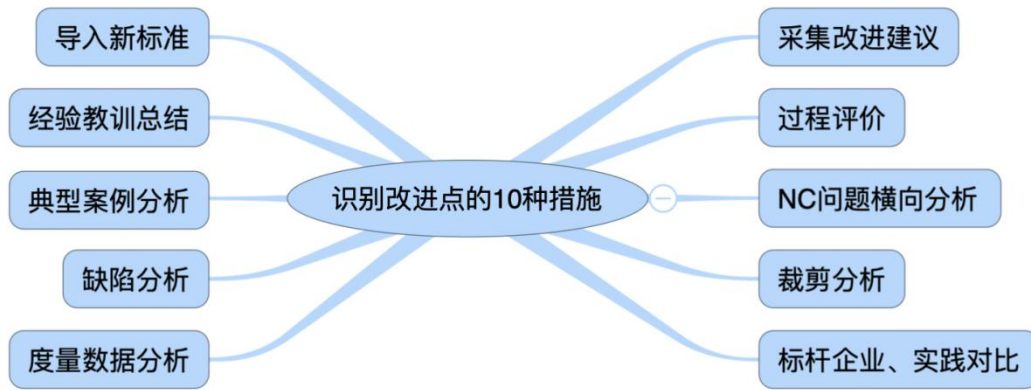 识别改进点的10种措施
采集改进建议
过程评价
NC问题横向分析
裁剪分析
标杆企业、实践对比
导入新标准
经验教训总结
典型案例分析
缺陷分析
度量数据分析